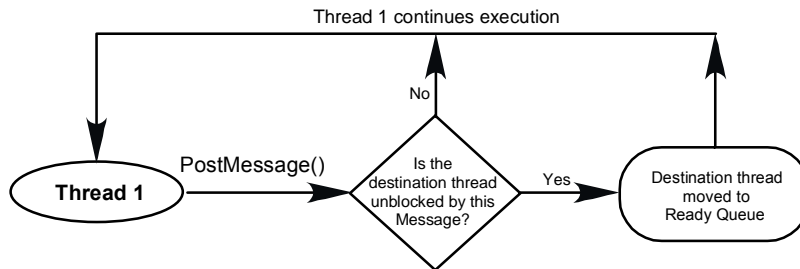 Thread 1 continues execution
No
PostMessage()
Thread 1
Is the
destination thread
unblocked by this
Message?
Yes
Destination thread
moved to
Ready Queue